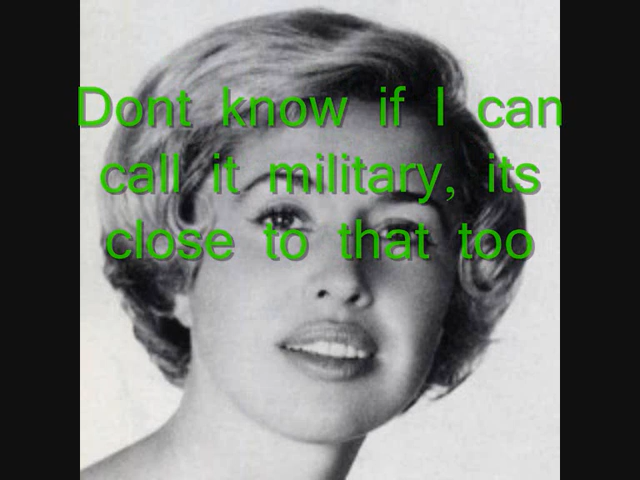 Dont know if I can
call it military, its
close to that too